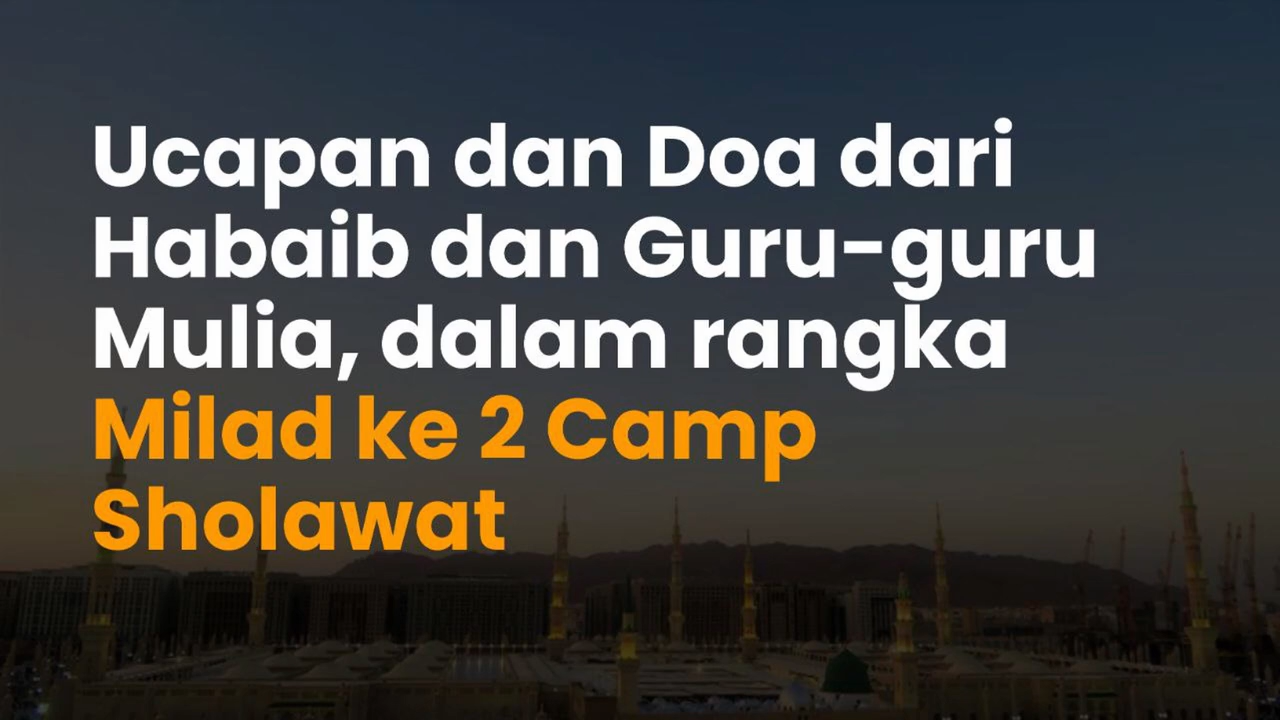 Ucapan dan Doa dari
Habaib dan Guru-guru
Mulia, dalam rangka
Milad ke 2 Camp
Sholawat